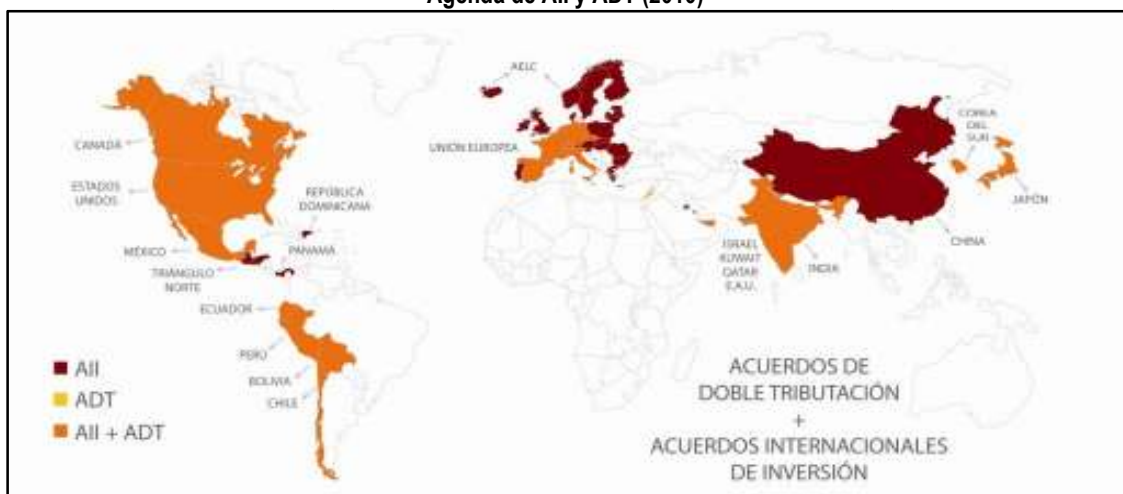 Agenda de AII y ADT (2010)
AELC
COREA
DEL
SUR
CANADA
UNIÓN EUROPEA
ESTADOS
UNIDOS
REPÚBLICA
DOMINICANA
JAPÓN
MÉXICO
PANAMA
CHINA
TRIÁNGULO
NORTE
ISRAEL
KUWAIT
QATAR
E.A.U.
INDIA
ECUADOR
PERÚ
BOLIVIA
CHILE
AII
ADT
AII + ADT
ACUERDOS DE
DOBLE TRIBUTACIÓN
+
ACUERDOS INTERNACIONALES
DE INVERSIÓN